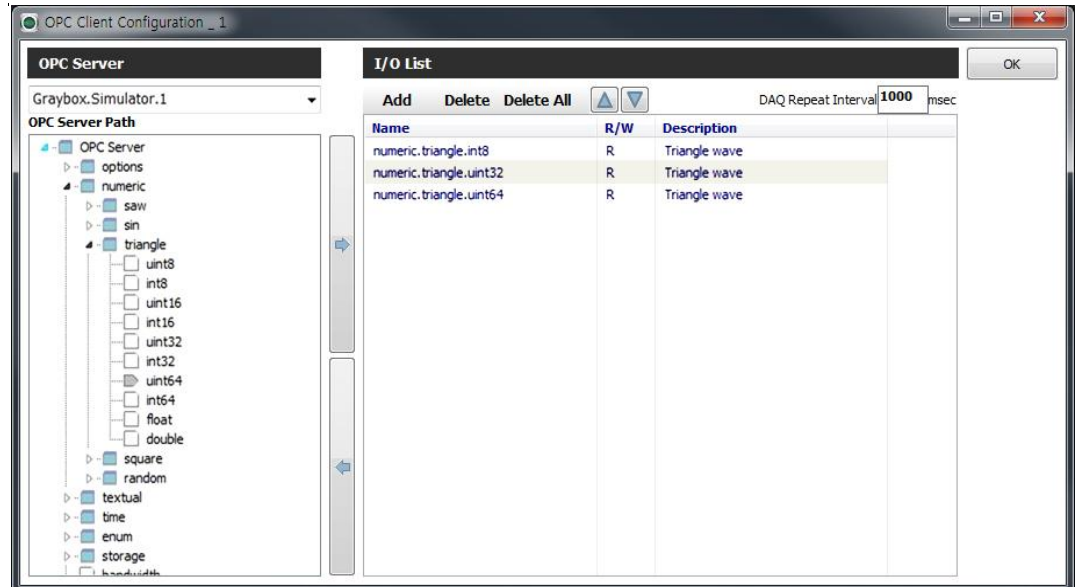 OPC Client Configuration _ 1
OPC Server
I/O List
OK
Graybox.Simulator.1
Add Delete Delete All DAQ Repeat Interval 1000 msec
OPC Server Path
Name R/W Description
OPC Server
options
numeric
saw
sin
triangle
uint8
int8
uint16
int16
uint32
int32
uint64
int64
float
double
square
random
textual
time
enum
storage
bandwidth
numeric.triangle.int8 R Triangle wave
numeric.triangle.uint32 R Triangle wave
numeric.triangle.uint64 R Triangle wave